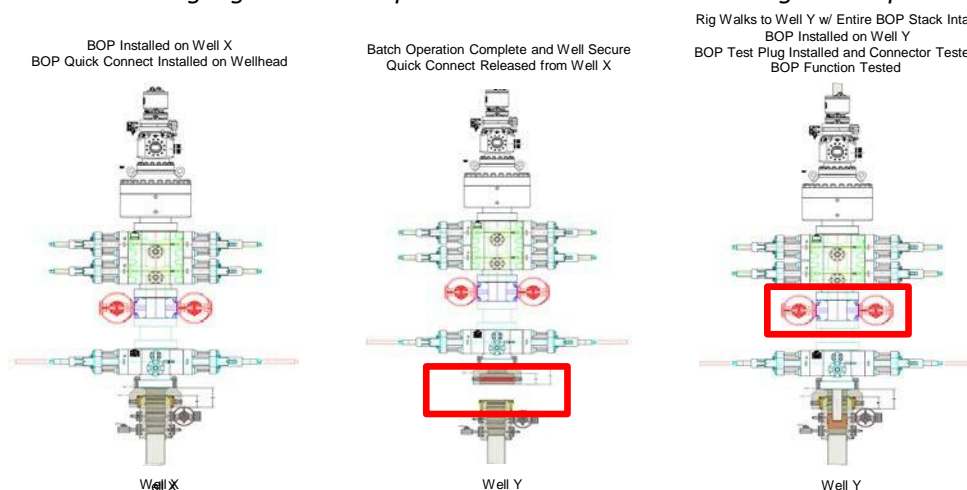 BOP Installed on Well X
BOP Quick Connect Installed on Wellhead
Batch Operation Complete and Well Secure
Quick Connect Released from Well X
Rig Walks to Well Y w/ Entire BOP Stack Inta
BOP Installed on Well Y
BOP Test Plug Installed and Connector Teste
BOP Function Tested
Well X
Well Y
Well Y